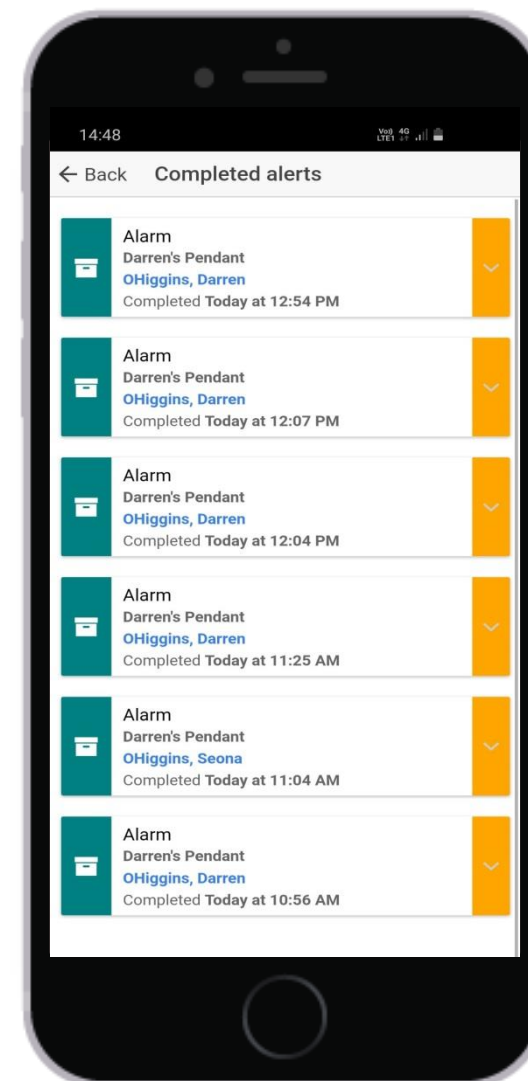 14:48
Vo)) 4G
LTE1
← Back Completed alerts
Alarm
Darren's Pendant
OHiggins, Darren
Completed Today at 12:54 PM
Alarm
Darren's Pendant
OHiggins, Darren
Completed Today at 12:07 PM
Alarm
Darren's Pendant
OHiggins, Darren
Completed Today at 12:04 PM
Alarm
Darren's Pendant
OHiggins, Darren
Completed Today at 11:25 AM
Alarm
Darren's Pendant
OHiggins, Seona
Completed Today at 11:04 AM
Alarm
Darren's Pendant
OHiggins, Darren
Completed Today at 10:56 AM